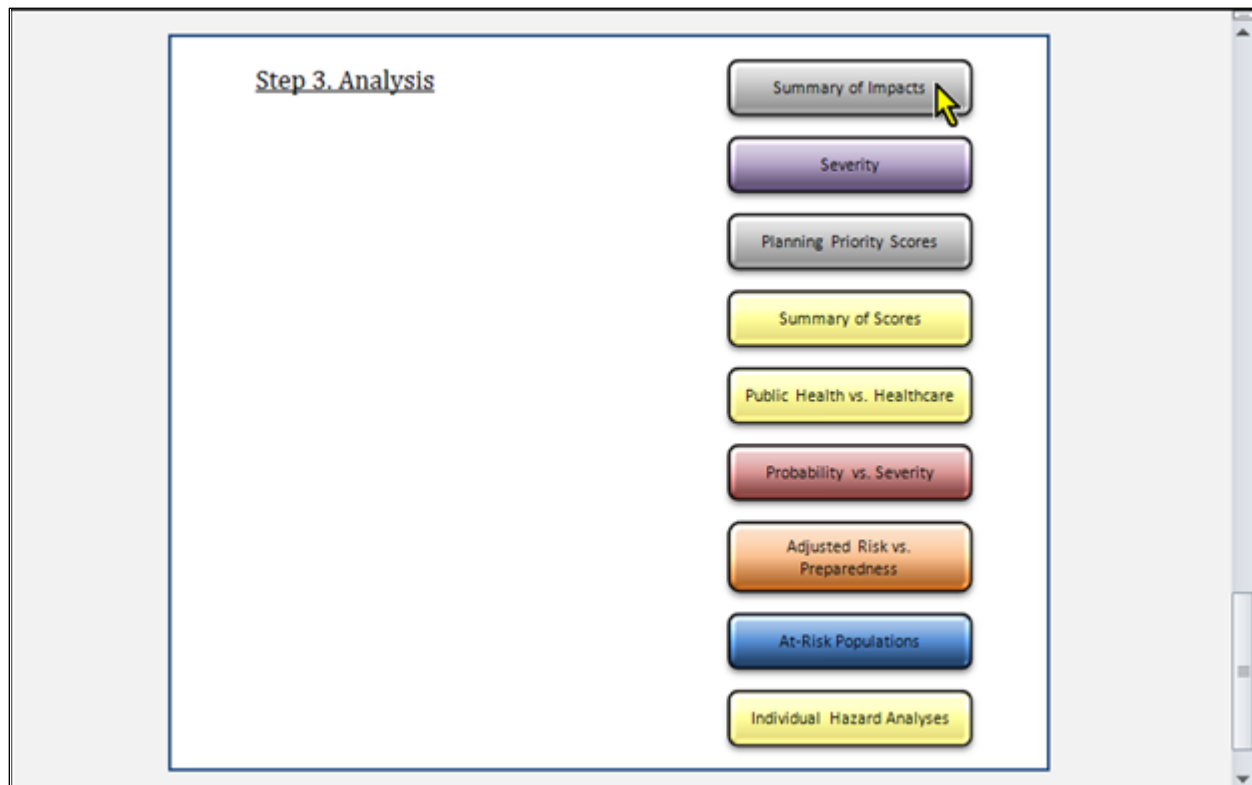 Step 3. Analysis
Summary of Impacts
Severity
Planning Priority Scores
Summary of Scores
Public Health vs. Healthcare
Probability vs. Severity
Adjusted Risk vs.
Preparedness
At-Risk Populations
Individual Hazard Analyses